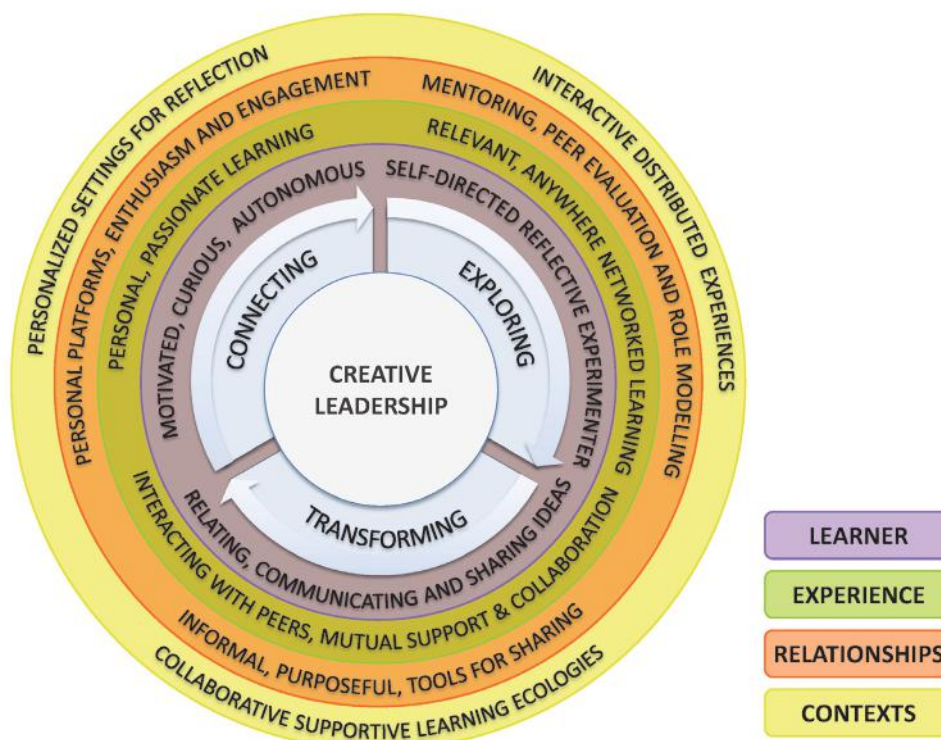 PERSONALIZED SETTINGS FOR REFLECTION
INTERACTIVE DISTRIBUTED EXPERIENCES
COLLABORATIVE SUPPORTIVE LEARNING ECOLOGIES
PERSONAL PLATFORMS, ENTHUSIASM AND ENGAGEMENT
MENTORING, PEER EVALUATION AND ROLE MODELLING
INFORMAL, PURPOSEFUL, TOOLS FOR SHARING
PERSONAL, PASSIONATE LEARNING
RELEVANT, ANYWHERE NETWORKED LEARNING
INTERACTING WITH PEERS, MUTUAL SUPPORT & COLLABORATION
MOTIVATED, CURIOUS, AUTONOMOUS
SELF-DIRECTED REFLECTIVE EXPERIMENTER
RELATING, COMMUNICATING AND SHARING IDEAS
CONNECTING
EXPLORING
TRANSFORMING
CREATIVE
LEADERSHIP
LEARNER
EXPERIENCE
RELATIONSHIPS
CONTEXTS